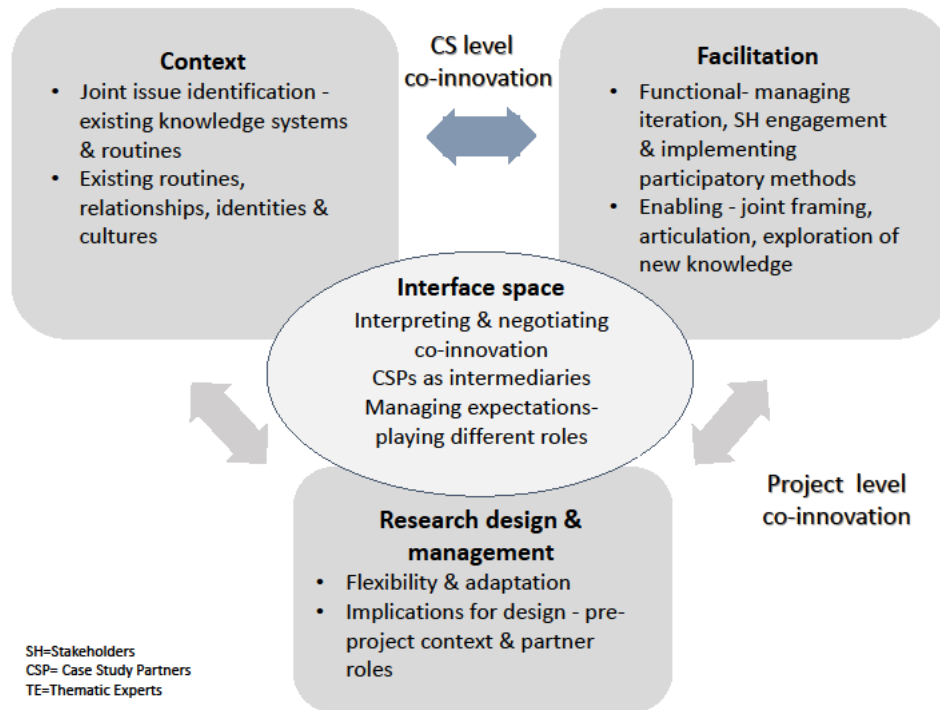 Context
• Joint issue identification -
existing knowledge systems
& routines
• Existing routines,
relationships, identities &
cultures
CS level
co-innovation
Facilitation
• Functional- managing
iteration, SH engagement
& implementing
participatory methods
• Enabling - joint framing,
articulation, exploration of
new knowledge
Interface space
Interpreting & negotiating
co-innovation
CSPs as intermediaries
Managing expectations-
playing different roles
Project level
co-innovation
Research design &
management
• Flexibility & adaptation
• Implications for design - pre-
project context & partner
roles
SH=Stakeholders
CSP= Case Study Partners
TE=Thematic Experts